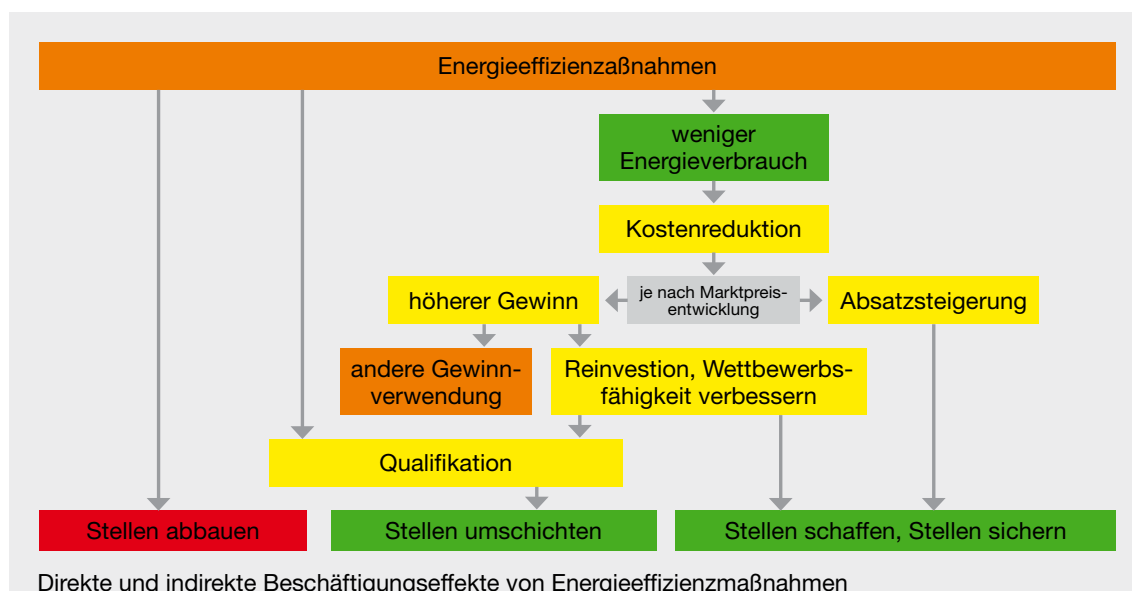 Energieeffizienzaßnahmen
weniger
Energieverbrauch
Kostenreduktion
höherer Gewinn
je nach Marktpreis-
entwicklung
Absatzsteigerung
andere Gewinn-
verwendung
Reinvestion, Wettbewerbs-
fähigkeit verbessern
Qualifikation
Stellen abbauen
Stellen umschichten
Stellen schaffen, Stellen sichern
Direkte und indirekte Beschäftigungseffekte von Energieeffizienzmaßnahmen